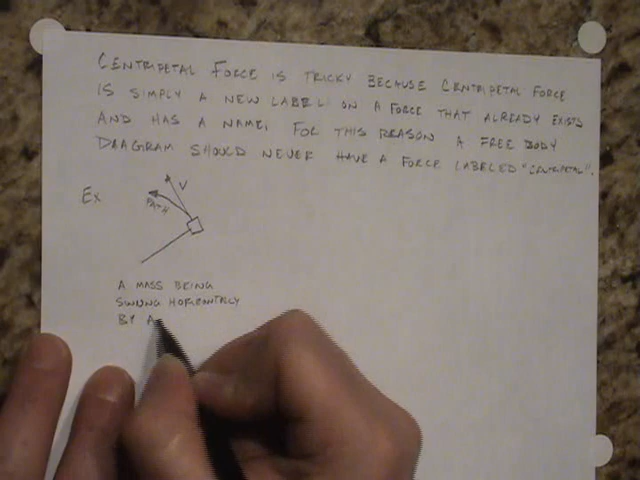 CENTRIPETAL FORCE IS TRICKY BECAUSE CENTRIPETAL FORCE
IS SIMPLY A NEW LABEL ON A FORCE THAT ALREADY EXISTS
AND HAS A NAME. FOR THIS REASON A FREE BODY
DIAGRAM SHOULD NEVER HAVE A FORCE LABELED "CENTRIPETAL".
EX
V
PATH
A MASS BEING
SWUNG HORIZONTALLY
BY A